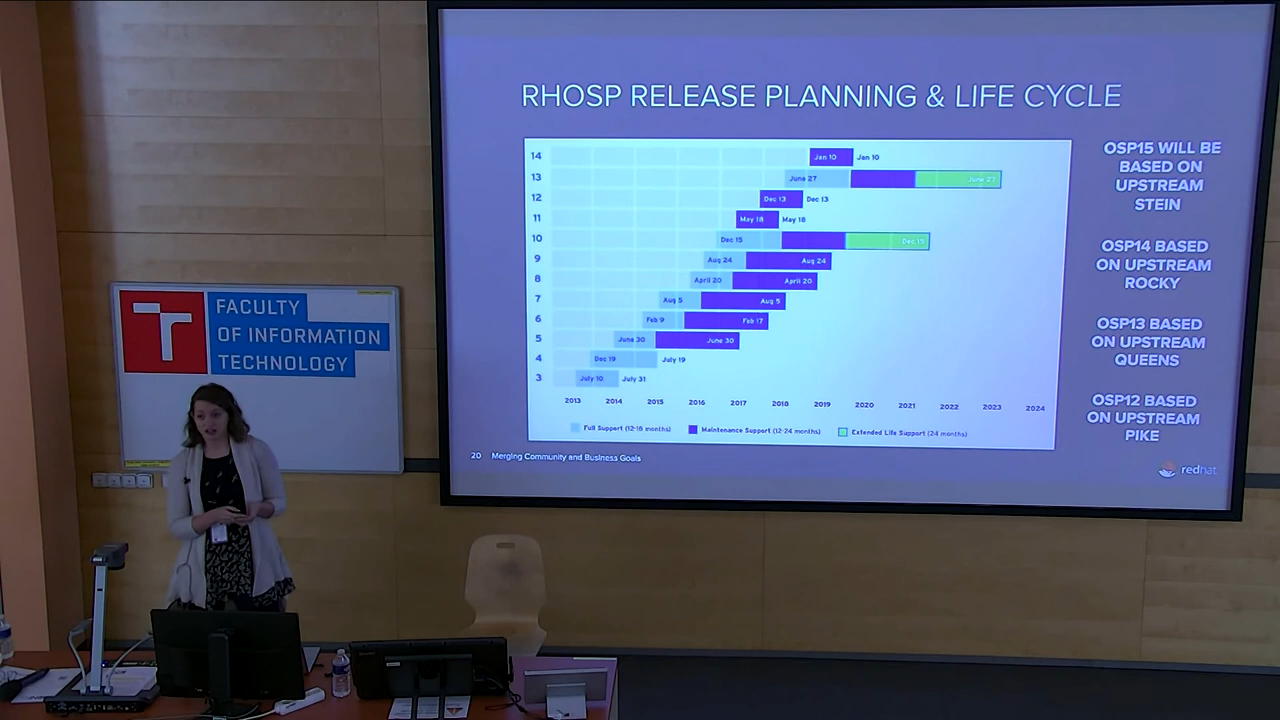 RHOSP RELEASE PLANNING & LIFE CYCLE
14 Jan 10 Jan 10
13 June 27 June 27
12 Dec 13 Dec 13
11 May 18 May 18
10 Dec 15 Dec 15
9 Aug 24 Aug 24
8 April 20 April 20
7 Aug 5 Aug 5
6 Feb 9 Feb 17
5 June 30 June 30
4 Dec 19 July 19
3 July 10 July 31
2013 2014 2015 2016 2017 2018 2019 2020 2021 2022 2023 2024
Full Support (12-18 months) Maintenance Support (12-24 months) Extended Life Support (24 months)
OSP15 WILL BE
BASED ON
UPSTREAM
STEIN
OSP14 BASED
ON UPSTREAM
ROCKY
OSP13 BASED
ON UPSTREAM
QUEENS
OSP12 BASED
ON UPSTREAM
PIKE
20 Merging Community and Business Goals
redhat
T
FACULTY
OF INFORMATION
TECHNOLOGY